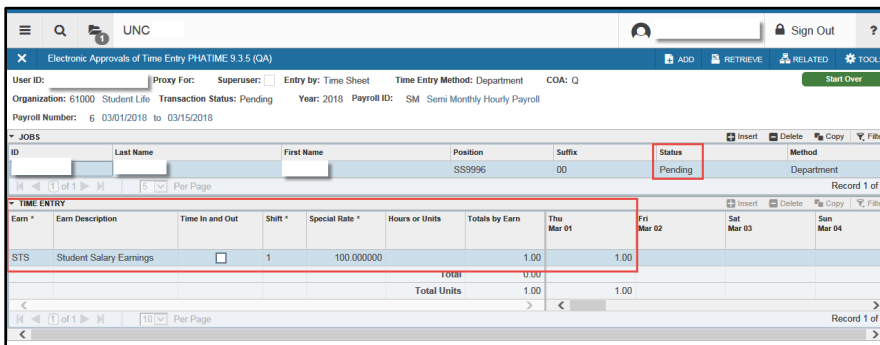 UNC
1
Sign Out
?
Electronic Approvals of Time Entry PHATIME 9.3.5 (QA)
ADD RETRIEVE RELATED TOOL
User ID: Proxy For: Superuser: Entry by: Time Sheet Time Entry Method: Department COA: Q
Start Over
Organization: 61000 Student Life Transaction Status: Pending Year: 2018 Payroll ID: SM Semi Monthly Hourly Payroll
Payroll Number: 6 03/01/2018 to 03/15/2018
JOBS Insert Delete Copy Filt
ID Last Name First Name Position Suffix Status Method
SS9996 00 Pending Department
1 of 1 5 Per Page Record 1 of
TIME ENTRY Insert Delete Copy Filt
Earn * Earn Description Time In and Out Shift * Special Rate * Hours or Units Totals by Earn Thu Fri Sat Sun
Mar 01 Mar 02 Mar 03 Mar 04
STS Student Salary Earnings 1 100.000000 1.00 1.00
Total 0.00
Total Units 1.00 1.00
1 of 1 10 Per Page Record 1 of